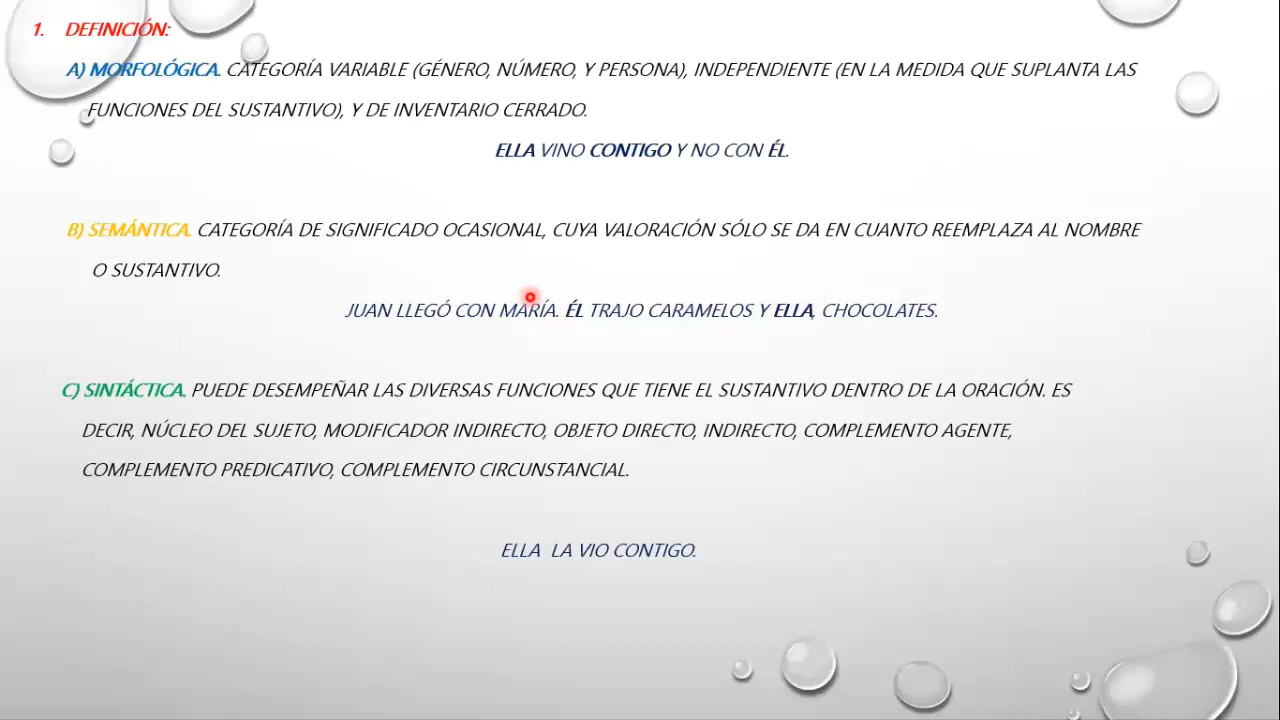 1. DEFINICIÓN:
A) MORFOLÓGICA. CATEGORÍA VARIABLE (GÉNERO, NÚMERO, Y PERSONA), INDEPENDIENTE (EN LA MEDIDA QUE SUPLANTA LAS
FUNCIONES DEL SUSTANTIVO), Y DE INVENTARIO CERRADO.
ELLA VINO CONTIGO Y NO CON ÉL.
B) SEMÁNTICA. CATEGORÍA DE SIGNIFICADO OCASIONAL, CUYA VALORACIÓN SÓLO SE DA EN CUANTO REEMPLAZA AL NOMBRE
O SUSTANTIVO.
JUAN LLEGÓ CON MARÍA. ÉL TRAJO CARAMELOS Y ELLA, CHOCOLATES.
C) SINTÁCTICA. PUEDE DESEMPEÑAR LAS DIVERSAS FUNCIONES QUE TIENE EL SUSTANTIVO DENTRO DE LA ORACIÓN. ES
DECIR, NÚCLEO DEL SUJETO, MODIFICADOR INDIRECTO, OBJETO DIRECTO, INDIRECTO, COMPLEMENTO AGENTE,
COMPLEMENTO PREDICATIVO, COMPLEMENTO CIRCUNSTANCIAL.
ELLA LA VIO CONTIGO.